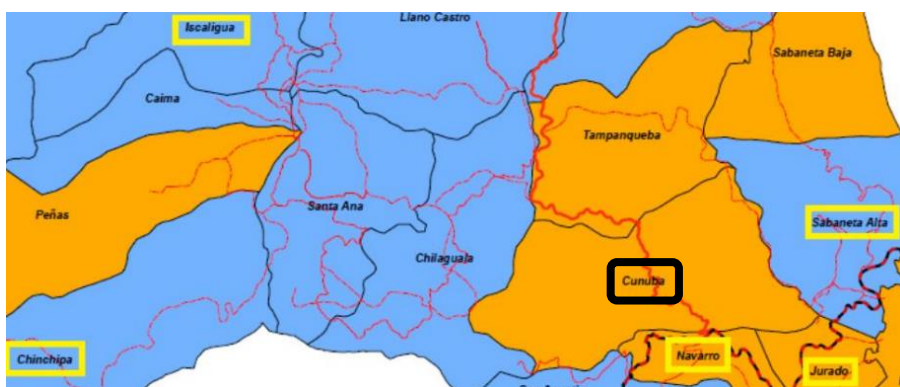 Llano Castro
Iscaligua
Sabaneta Baja
Caima
Tampanqueba
Peñas
Santa Ana
Sabaneta Alta
Chilaguala
Cunuba
Chinchipa
Navarro
Jurado